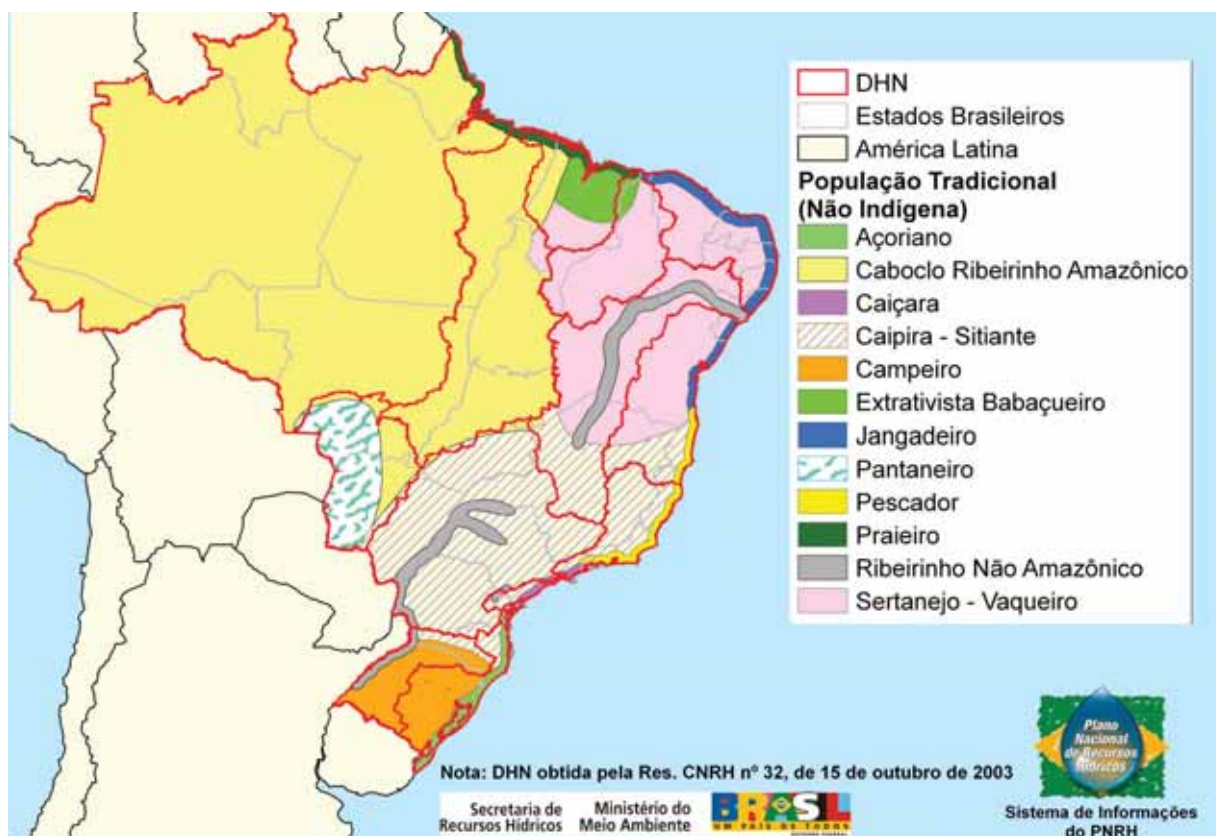 DHN
Estados Brasileiros
América Latina
População Tradicional
(Não Indígena)
Açoriano
Caboclo Ribeirinho Amazônico
Caiçara
Caipira - Sitiante
Campeiro
Extrativista Babaçueiro
Jangadeiro
Pantaneiro
Pescador
Praieiro
Ribeirinho Não Amazônico
Sertanejo - Vaqueiro
Nota: DHN obtida pela Res. CNRH nº 32, de 15 de outubro de 2003
Secretaria de
Recursos Hídricos
Ministério do
Meio Ambiente
BRASIL
UM PAÍS DE TODOS
Plano
Nacional
de Recursos
Hídricos
Sistema de Informações
do PNRH